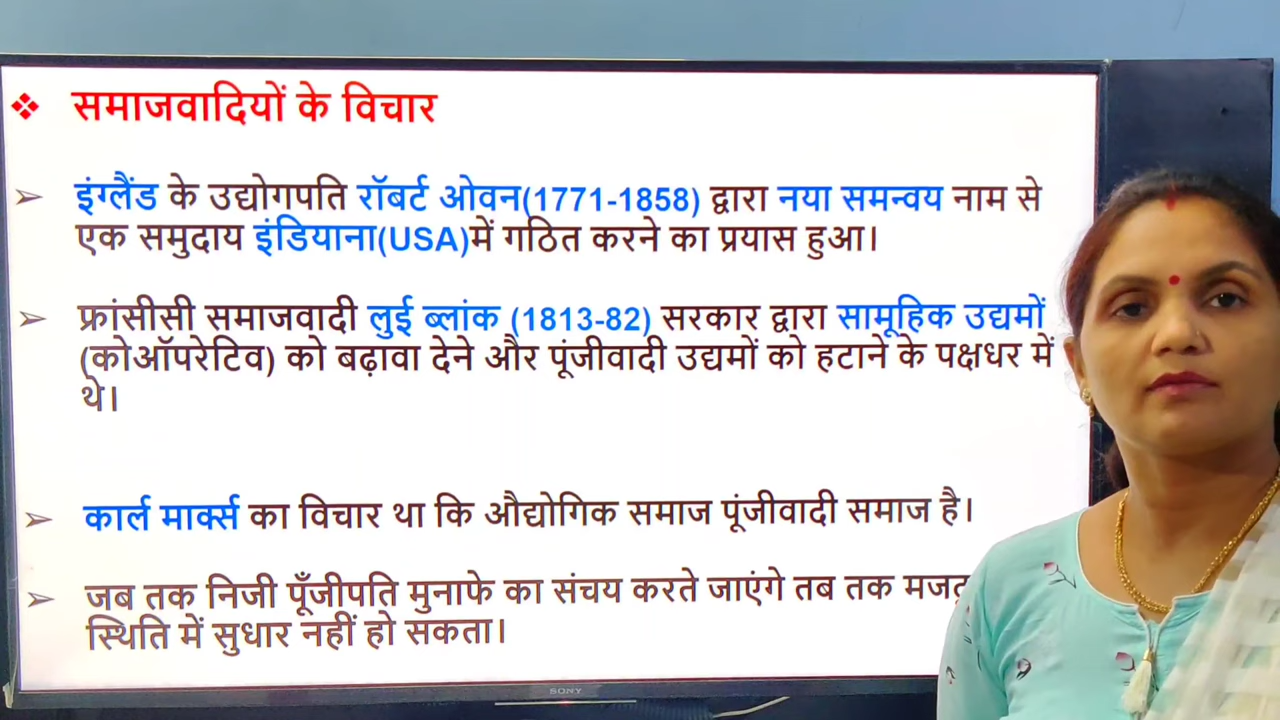 ❖ समाजवादियों के विचार
➢ इंग्लैंड के उद्योगपति रॉबर्ट ओवन(1771-1858) द्वारा नया समन्वय नाम से
एक समुदाय इंडियाना(USA)में गठित करने का प्रयास हुआ।
➢ फ्रांसीसी समाजवादी लुई ब्लांक (1813-82) सरकार द्वारा सामूहिक उद्यमों
(कोऑपरेटिव) को बढ़ावा देने और पूंजीवादी उद्यमों को हटाने के पक्षधर में
थे।
➢ कार्ल मार्क्स का विचार था कि औद्योगिक समाज पूंजीवादी समाज है।
➢ जब तक निजी पूँजीपति मुनाफे का संचय करते जाएंगे तब तक
स्थिति में सुधार नहीं हो सकता।
SONY